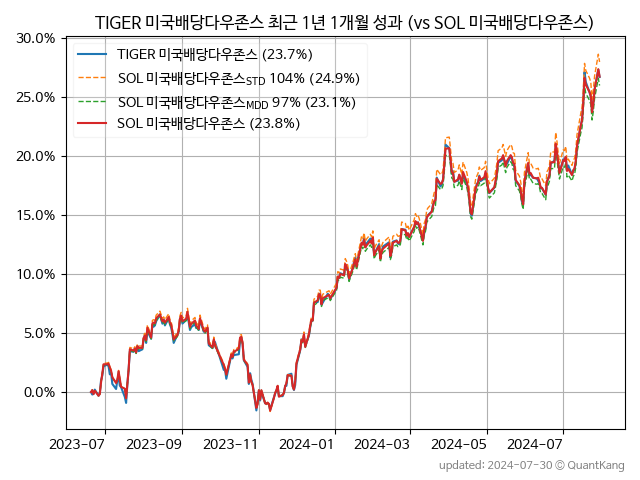 TIGER 미국배당다우존스 최근 1년 1개월 성과 (vs SOL 미국배당다우존스)
30.0%
TIGER 미국배당다우존스 (23.7%)
SOL 미국배당다우존스STD 104% (24.9%)
SOL 미국배당다우존스MDD 97% (23.1%)
SOL 미국배당다우존스 (23.8%)
25.0%
20.0%
15.0%
10.0%
5.0%
0.0%
2023-07 2023-09 2023-11 2024-01 2024-03 2024-05 2024-07
updated: 2024-07-30 © QuantKang